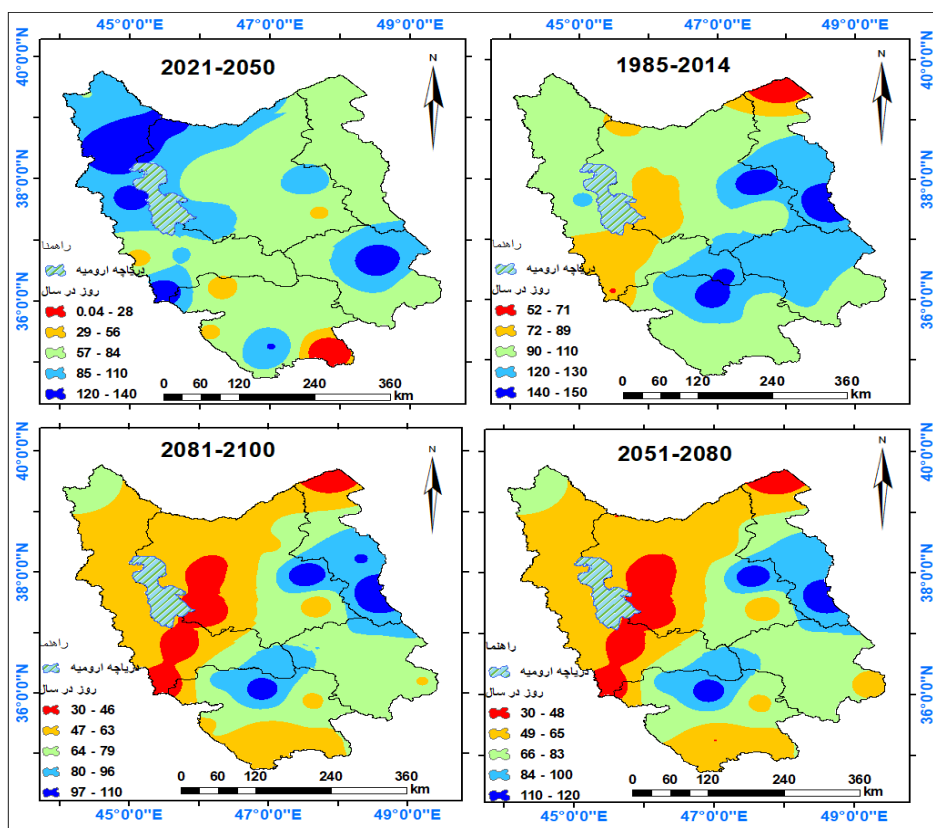 45°0'0"E 47°0'0"E 49°0'0"E 45°0'0"E 47°0'0"E 49°0'0"E
2021-2050
N
راهنما
دریاچه ارومیه
روز در سال
0.04 - 28
29 - 56
57 - 84
85 - 110
120 - 140
0 60 120 240 360
km
1985-2014
N
40°0'0"N
38°0'0"N
36°0'0"N
راهنما
دریاچه ارومیه
روز در سال
52 - 71
72 - 89
90 - 110
120 - 130
140 - 150
0 60 120 240 360
km
40°0'0"N
38°0'0"N
36°0'0"N
2081-2100
N
راهنما
دریاچه ارومیه
روز در سال
30 - 46
47 - 63
64 - 79
80 - 96
97 - 110
0 60 120 240 360
km
2051-2080
N
40°0'0"N
38°0'0"N
36°0'0"N
راهنما
دریاچه ارومیه
روز در سال
30 - 48
49 - 65
66 - 83
84 - 100
110 - 120
0 60 120 240 360
km
40°0'0"N
38°0'0"N
36°0'0"N
45°0'0"E 47°0'0"E 49°0'0"E 45°0'0"E 47°0'0"E 49°0'0"E